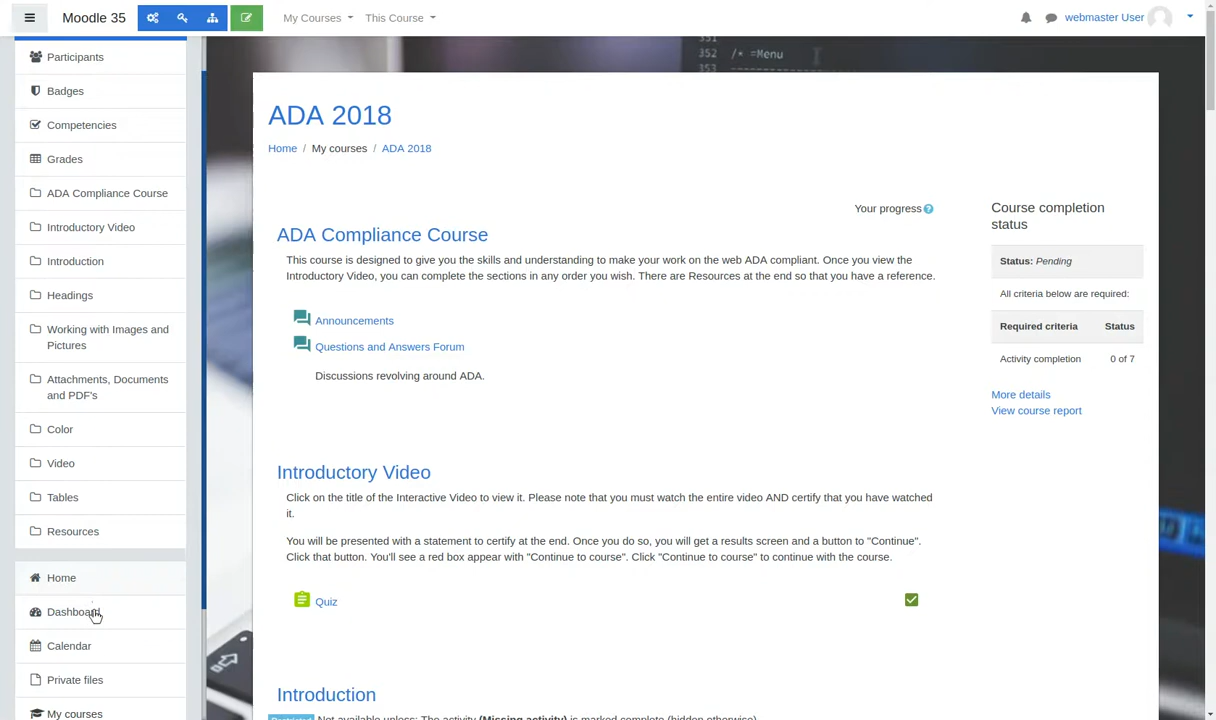 Moodle 35
My Courses
This Course
webmaster User
Participants
Badges
Competencies
Grades
ADA Compliance Course
Introductory Video
Introduction
Headings
Working with Images and
Pictures
Attachments, Documents
and PDF's
Color
Video
Tables
Resources
Home
Dashboard
Calendar
Private files
My courses
351
352 /* =Menu
353
ADA 2018
Home / My courses / ADA 2018
Your progress
ADA Compliance Course
This course is designed to give you the skills and understanding to make your work on the web ADA compliant. Once you view the
Introductory Video, you can complete the sections in any order you wish. There are Resources at the end so that you have a reference.
Announcements
Questions and Answers Forum
Discussions revolving around ADA.
Introductory Video
Click on the title of the Interactive Video to view it. Please note that you must watch the entire video AND certify that you have watched
it.
You will be presented with a statement to certify at the end. Once you do so, you will get a results screen and a button to "Continue".
Click that button. You'll see a red box appear with "Continue to course". Click "Continue to course" to continue with the course.
Quiz
Introduction
Restricted Not available unless: The activity (Missing activity) is marked complete (hidden otherwise)
Course completion
status
Status: Pending
All criteria below are required:
Required criteria Status
Activity completion 0 of 7
More details
View course report